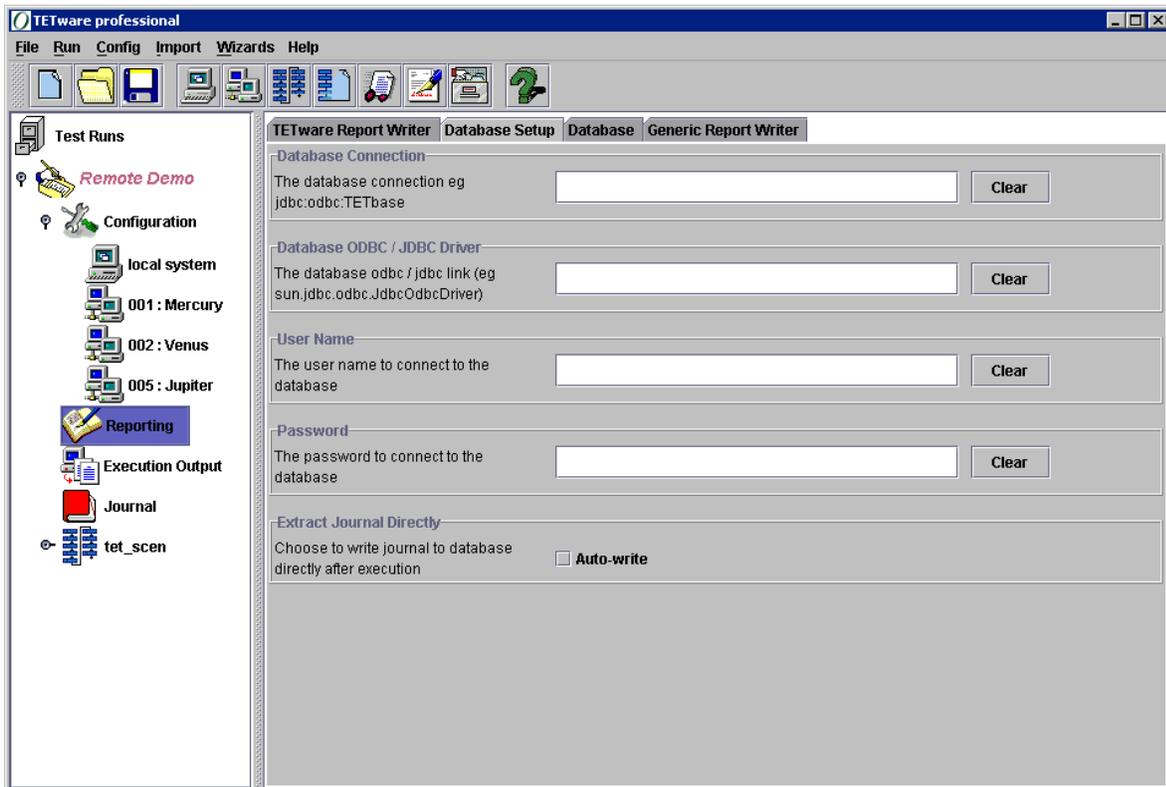 TETware professional
File Run Config Import Wizards Help
Test Runs
Remote Demo
Configuration
local system
001 : Mercury
002 : Venus
005 : Jupiter
Reporting
Execution Output
Journal
tet_scen
TETware Report Writer Database Setup Database Generic Report Writer
Database Connection
The database connection eg
jdbc:odbc:TETbase
Clear
Database ODBC / JDBC Driver
The database odbc / jdbc link (eg
sun.jdbc.odbc.JdbcOdbcDriver)
Clear
User Name
The user name to connect to the
database
Clear
Password
The password to connect to the
database
Clear
Extract Journal Directly
Choose to write journal to database
directly after execution
Auto-write